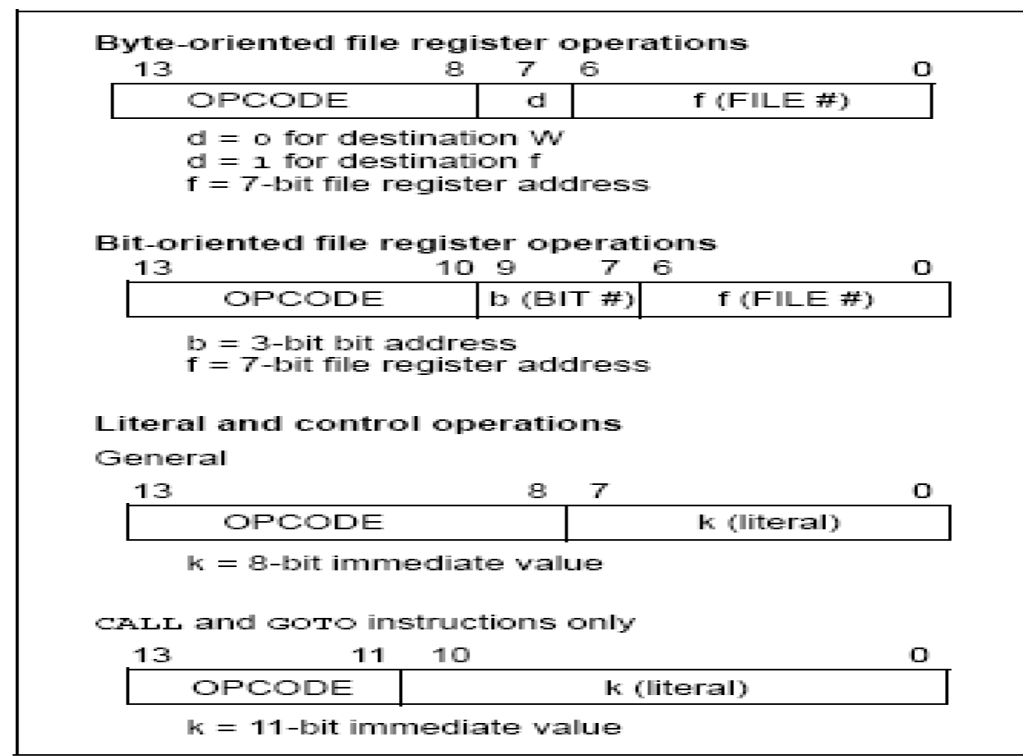 Byte-oriented file register operations
13 8 7 6 0
OPCODE d f (FILE #)
d = 0 for destination W
d = 1 for destination f
f = 7-bit file register address
Bit-oriented file register operations
13 10 9 7 6 0
OPCODE b (BIT #) f (FILE #)
b = 3-bit bit address
f = 7-bit file register address
Literal and control operations
General
13 8 7 0
OPCODE k (literal)
k = 8-bit immediate value
CALL and GOTO instructions only
13 11 10 0
OPCODE k (literal)
k = 11-bit immediate value